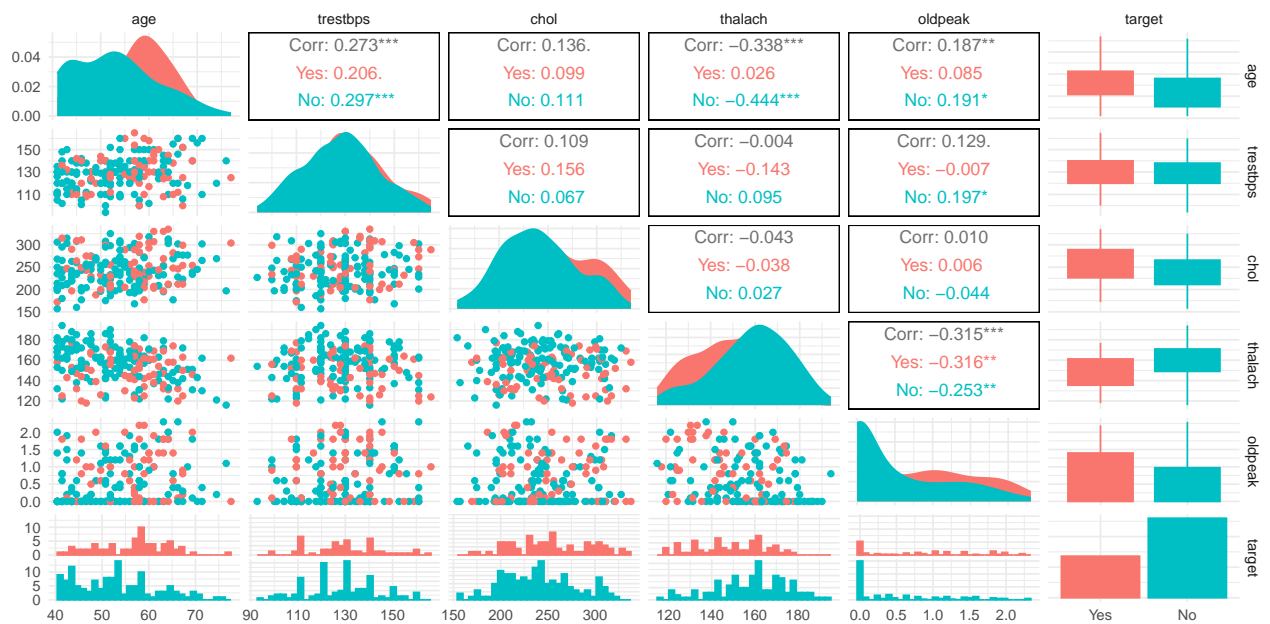 age trestbps chol thalach oldpeak target
0.04
0.02
0.00
Corr: 0.273***
Yes: 0.206.
No: 0.297***
Corr: 0.136.
Yes: 0.099
No: 0.111
Corr: −0.338***
Yes: 0.026
No: −0.444***
Corr: 0.187**
Yes: 0.085
No: 0.191*
age
150
130
110
Corr: 0.109
Yes: 0.156
No: 0.067
Corr: −0.004
Yes: −0.143
No: 0.095
Corr: 0.129.
Yes: −0.007
No: 0.197*
trestbps
300
250
200
150
Corr: −0.043
Yes: −0.038
No: 0.027
Corr: 0.010
Yes: 0.006
No: −0.044
chol
180
160
140
120
Corr: −0.315***
Yes: −0.316**
No: −0.253**
thalach
2.0
1.5
1.0
0.5
0.0
oldpeak
10
5
0
10
5
0
target
40 50 60 70 90 110 130 150 150 200 250 300 120 140 160 180 0.0 0.5 1.0 1.5 2.0 Yes No